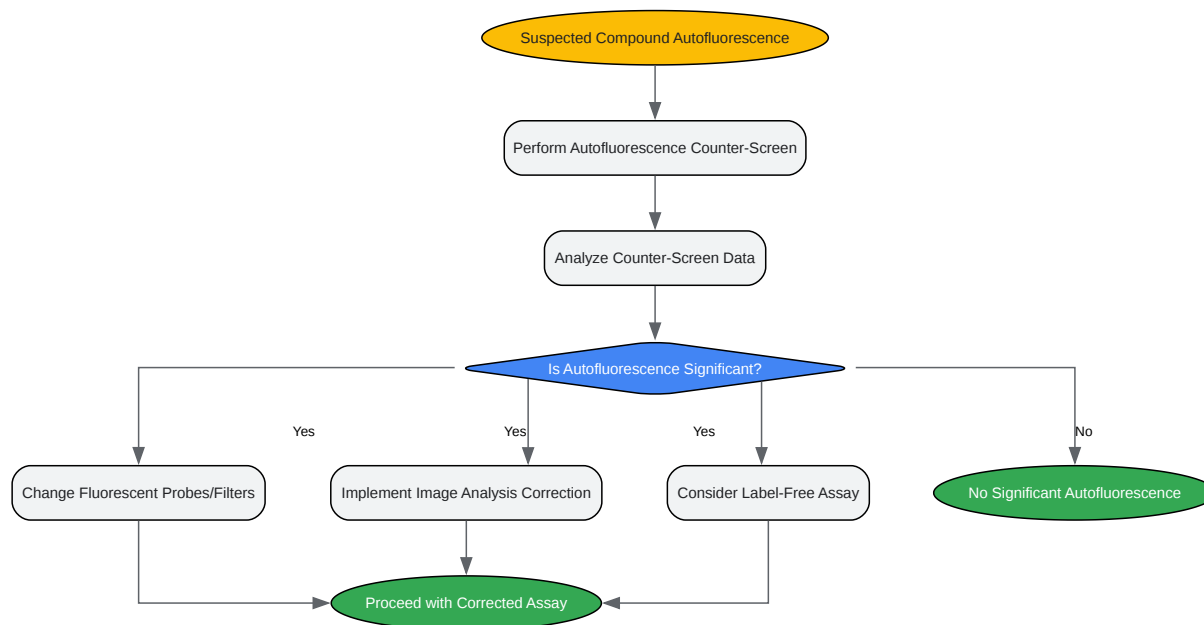 Suspected Compound Autofluorescence
Perform Autofluorescence Counter-Screen
Analyze Counter-Screen Data
Is Autofluorescence Significant?
Yes
Yes
Yes
No
Change Fluorescent Probes/Filters
Implement Image Analysis Correction
Consider Label-Free Assay
No Significant Autofluorescence
Proceed with Corrected Assay